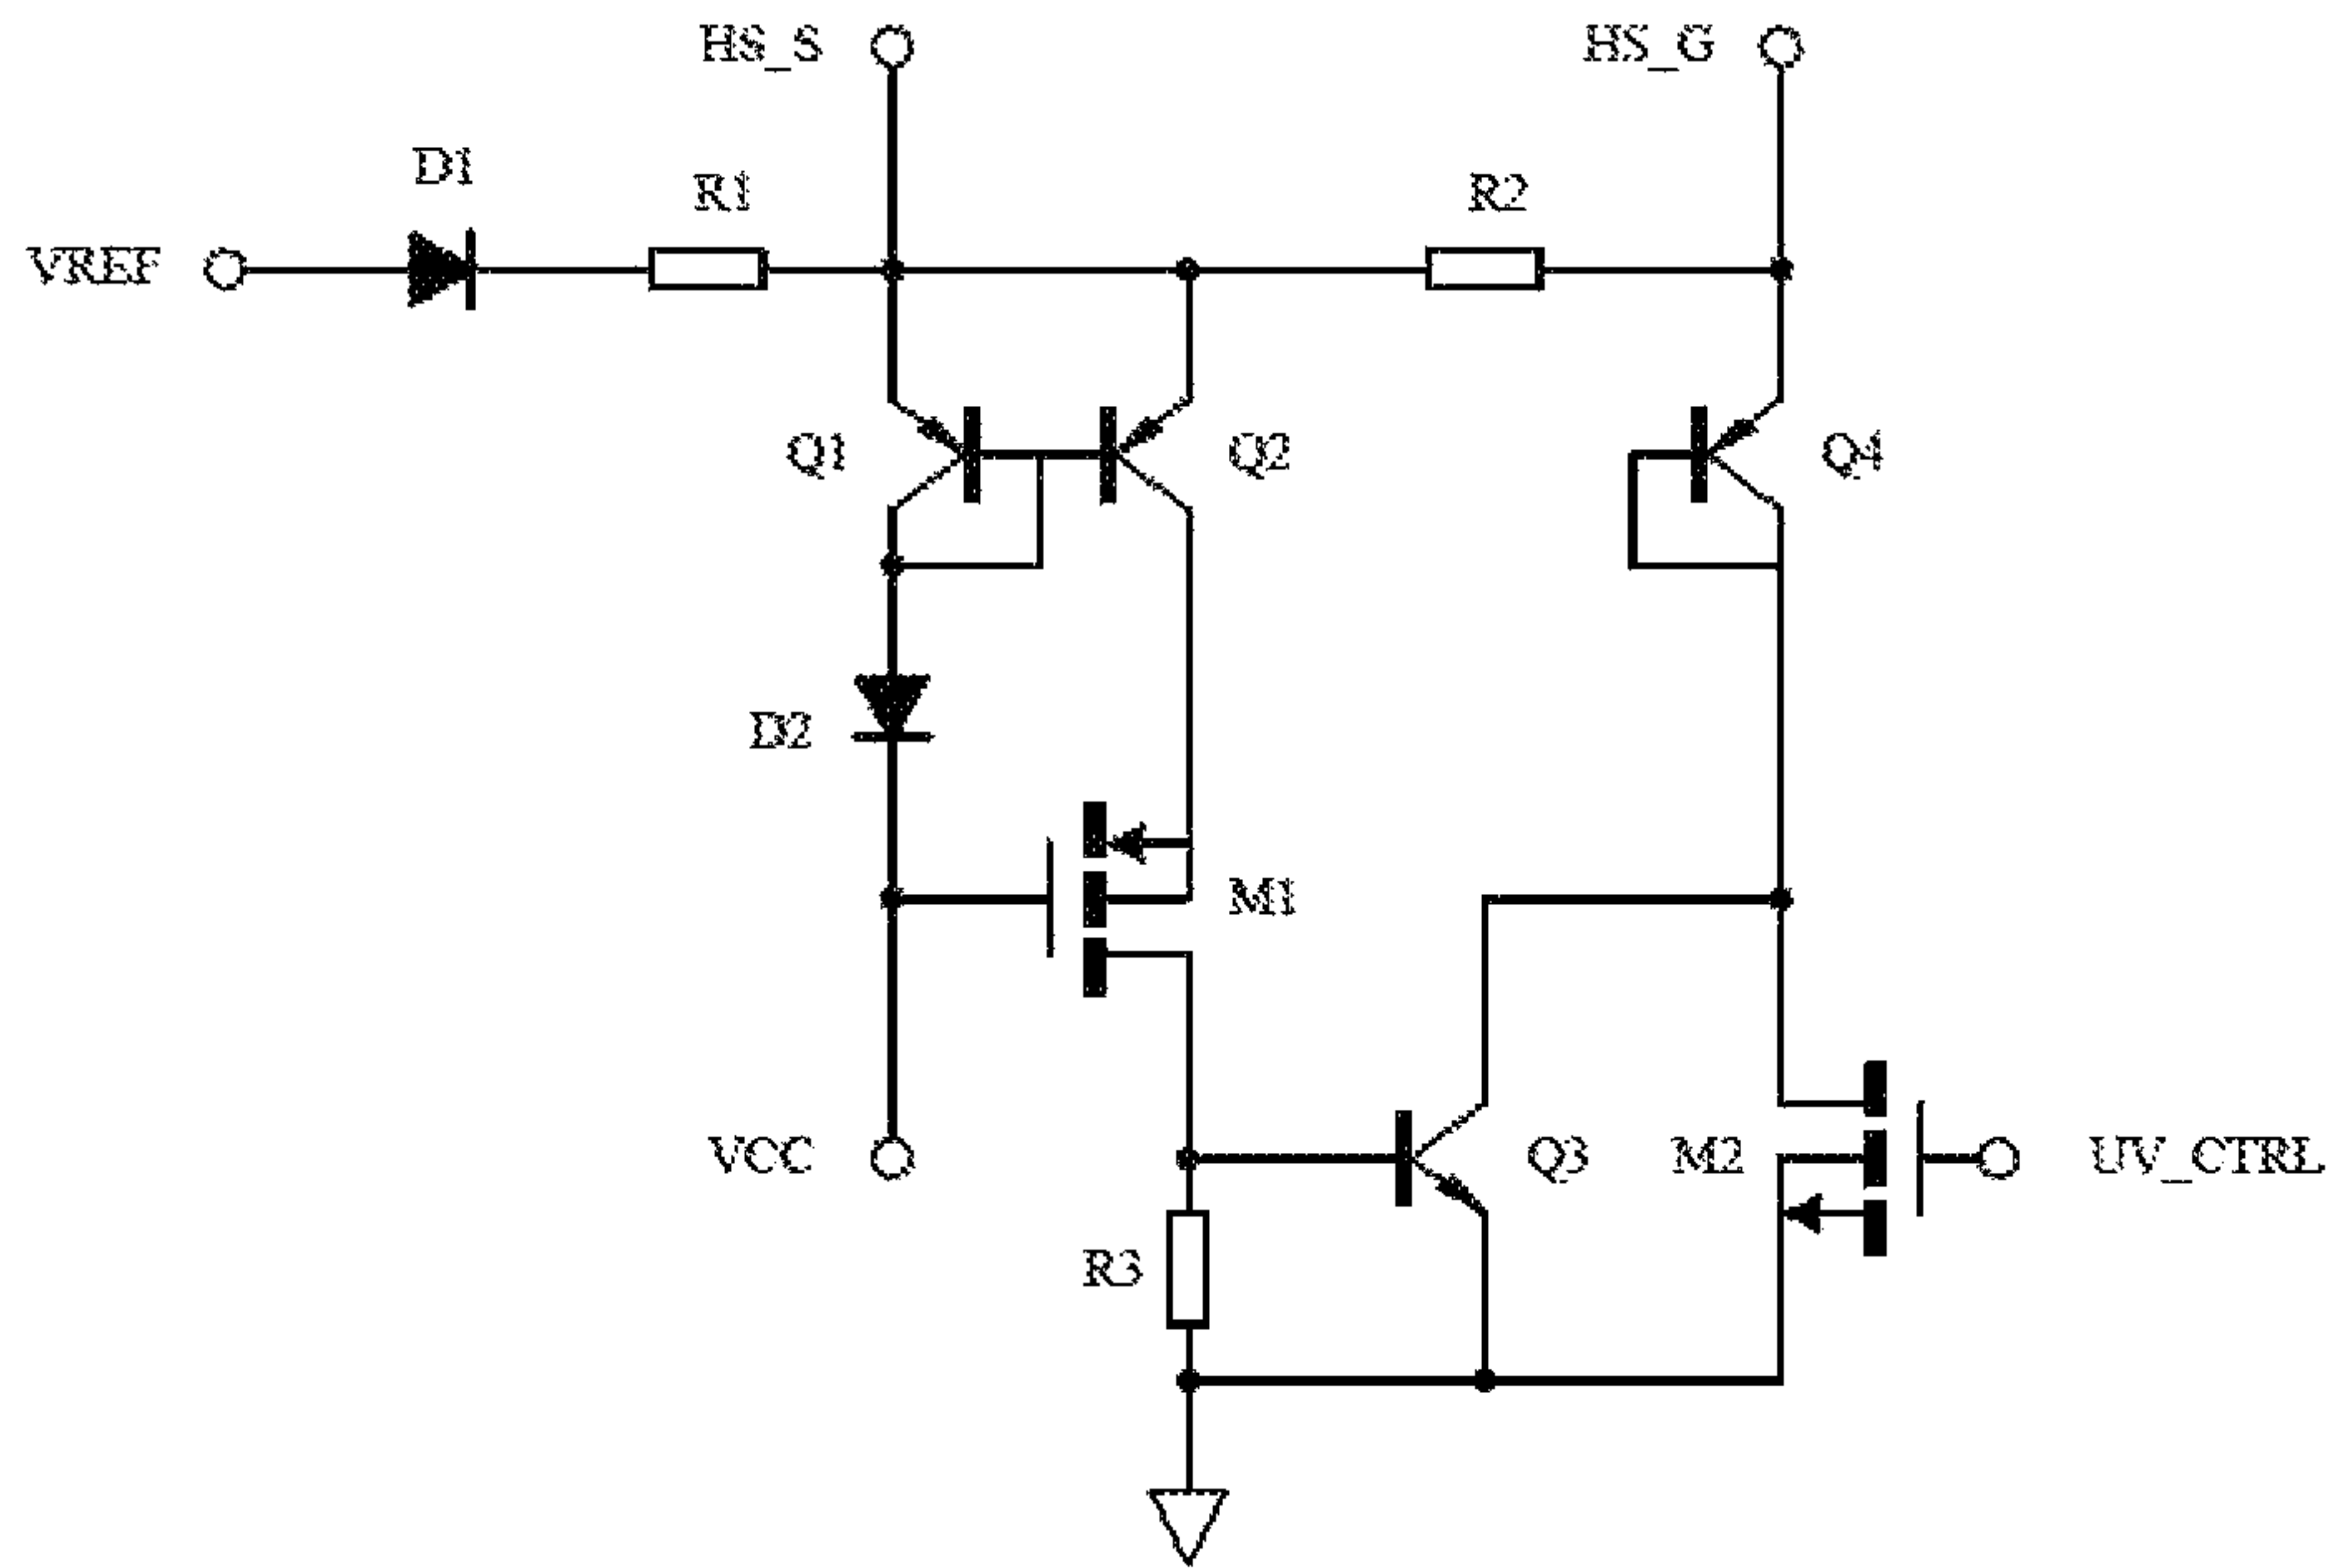 HS_S
HS_G
D1
R1
R2
VREF
Q1
Q2
Q4
D2
M1
VCC
Q3
M2
UV_CTRL
R3